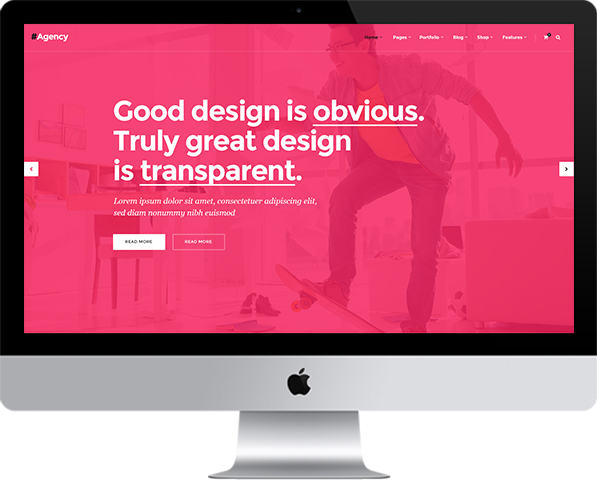 #Agency
Home Pages Portfolio Blog Shop Features
Good design is obvious.
Truly great design
is transparent.
Lorem ipsum dolor sit amet, consectetuer adipiscing elit,
sed diam nonummy nibh euismod
READ MORE READ MORE